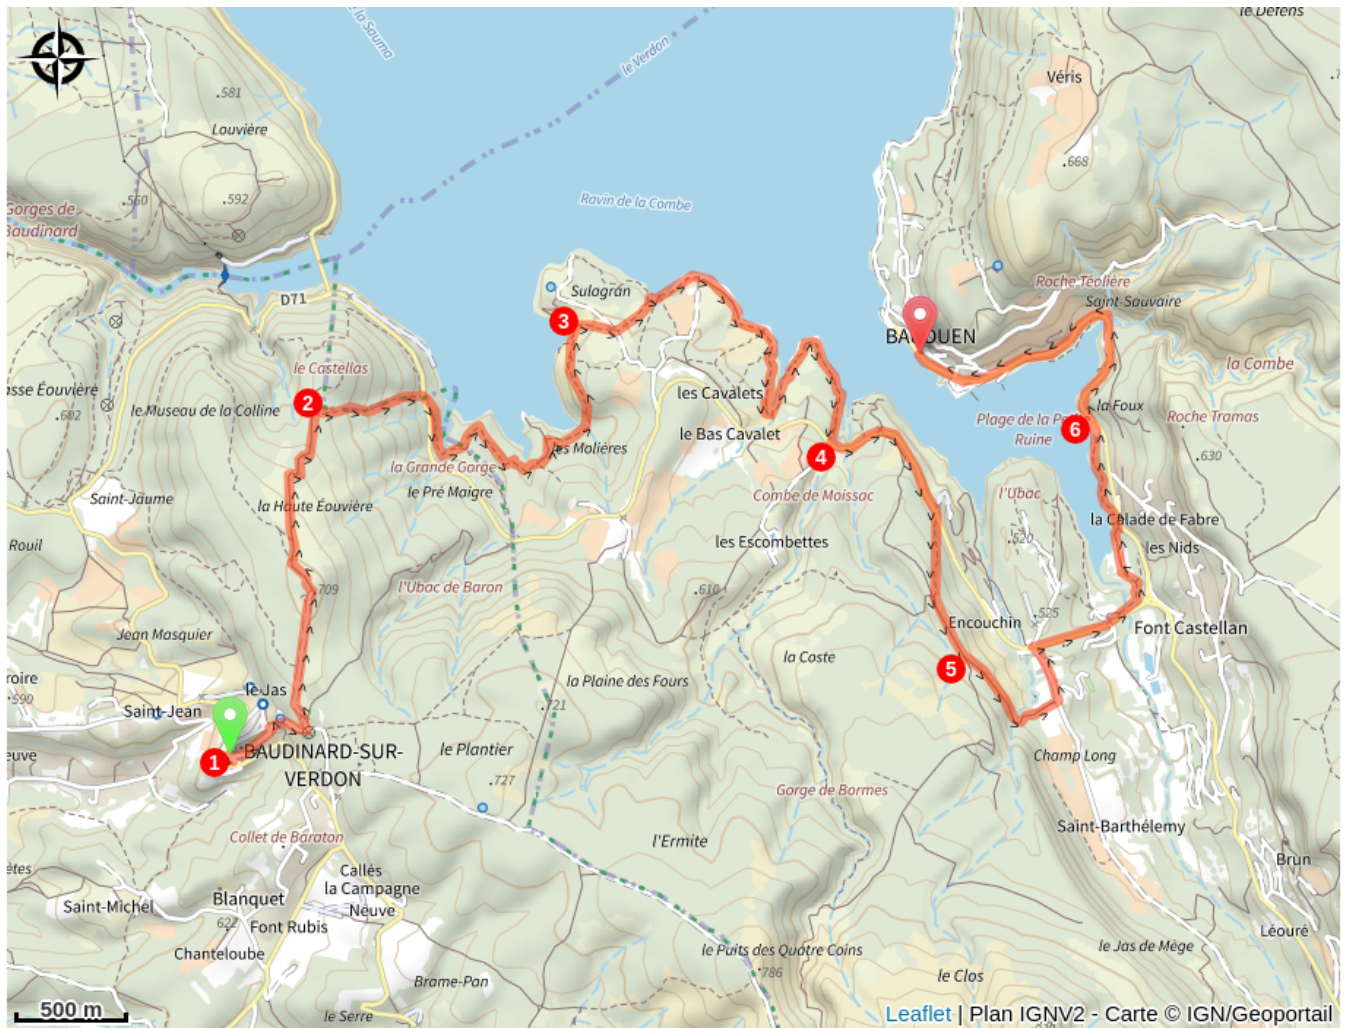 le Défens
la Sauma
le Verdon
Véris
.581
Louvière
.668
.560
.592
Ravin de la Combe
Gorges de
Baudinard
Roche Téolière
Sulagran
Saint-Sauvaire
D71
3
BAUDUEN
le Castellas
la Combe
asse Éouvière
les Cavalets
2
le Museau de la Colline
la Foux
.602
Plage de la
Ruine
Roche Tramas
6
le Bas Cavalet
les Molières
4
.630
la Grande Gorge
le Pré Maigre
Combe de Moissac
l'Ubac
Saint-Jaume
la Haute Éouvière
la Calade de Fabre
Rouil
les Escombettes
.520
les Nids
709
l'Ubac de Baron
.610
.525
Jean Masquier
Encouchin
Font Castellan
la Coste
roire
.590
le Jas
la Plaine des Fours
5
Saint-Jean
.721
1
BAUDINARD-SUR-
VERDON
le Plantier
euve
Champ Long
.727
Gorge de Bormes
Collet de Baraton
l'Ermite
Saint-Barthélemy
Brun
ètes
Callés
la Campagne
Neuve
Blanquet
Saint-Michel
622
Font Rubis
Léouré
Chanteloube
le Puits des Quatre Coins
le Jas de Mège
.786
le Clos
Brame-Pan
500 m
le Serre
Leaflet | Plan IGNV2 - Carte © IGN/Geoportail